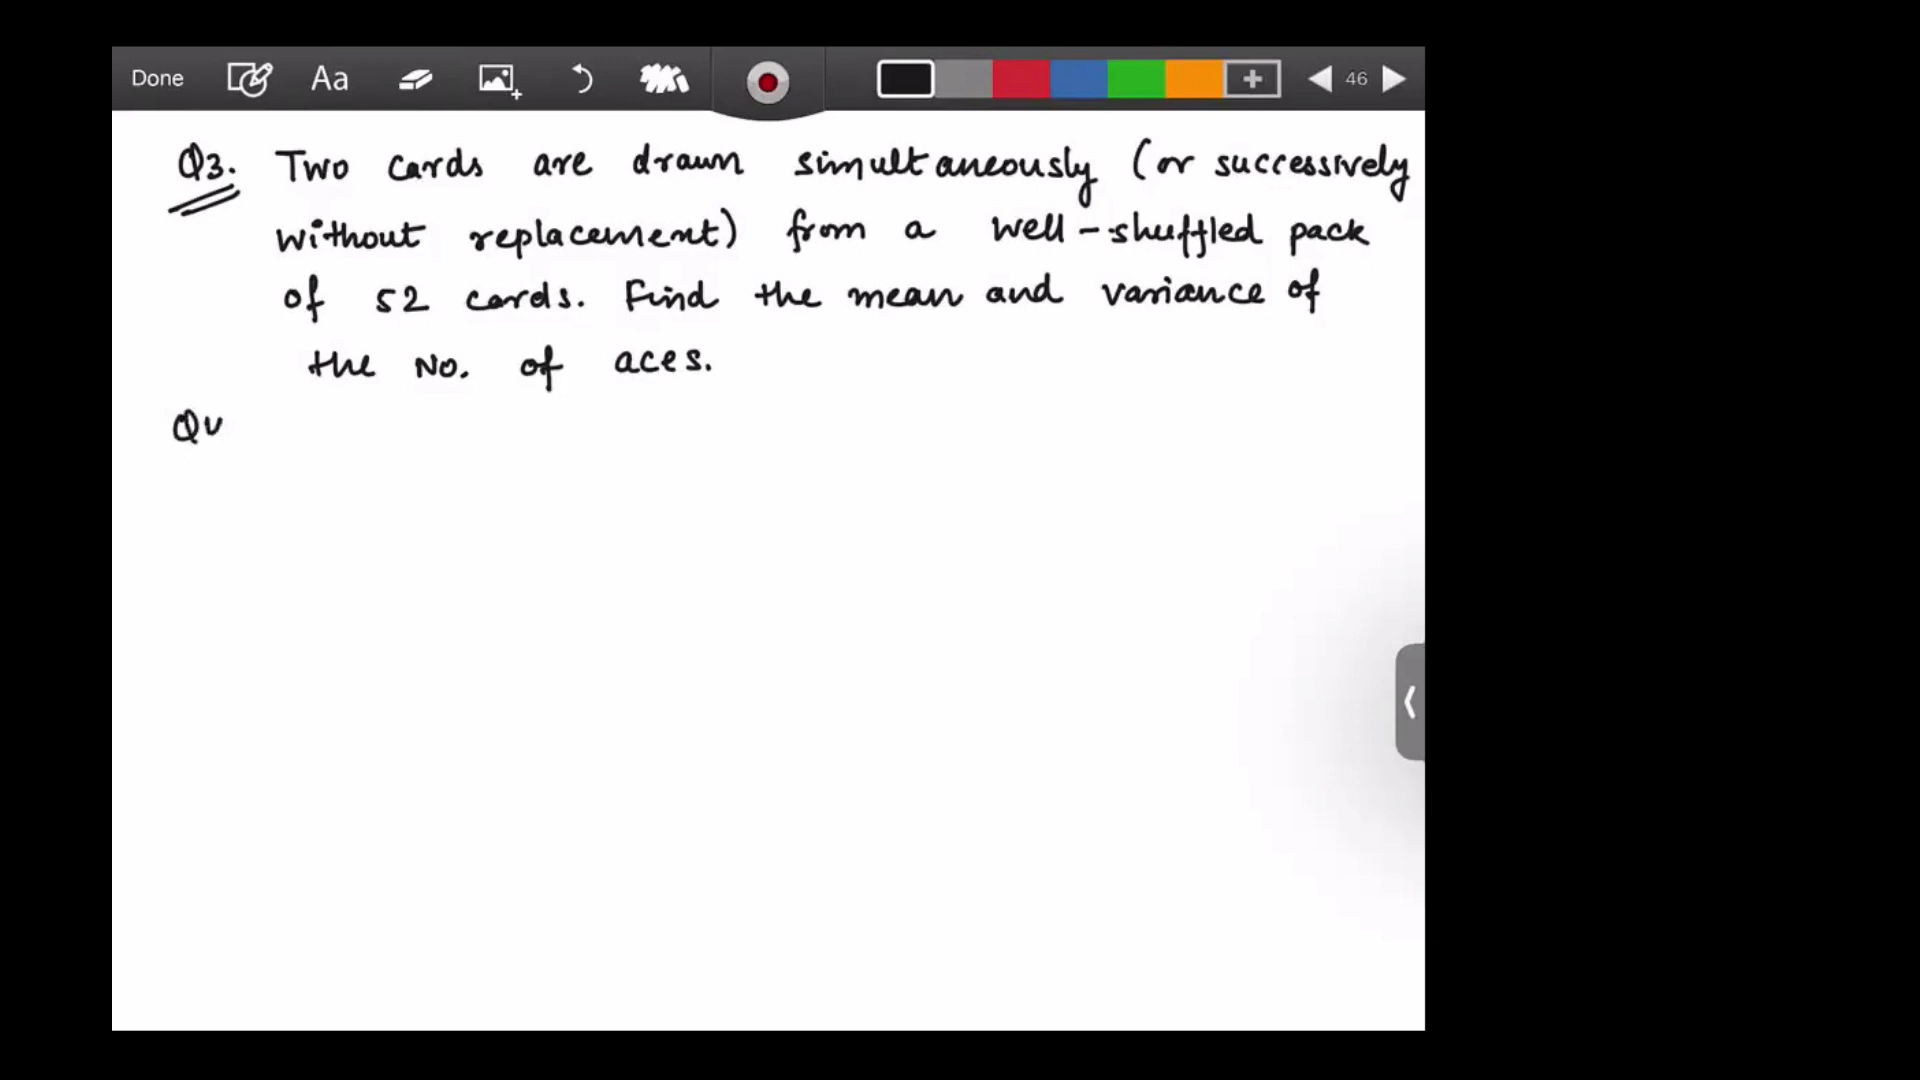 Done Aa 46
Q3. Two cards are drawn simultaneously (or successively
without replacement) from a well-shuffled pack
of 52 cards. Find the mean and variance of
the No. of aces.
Qu